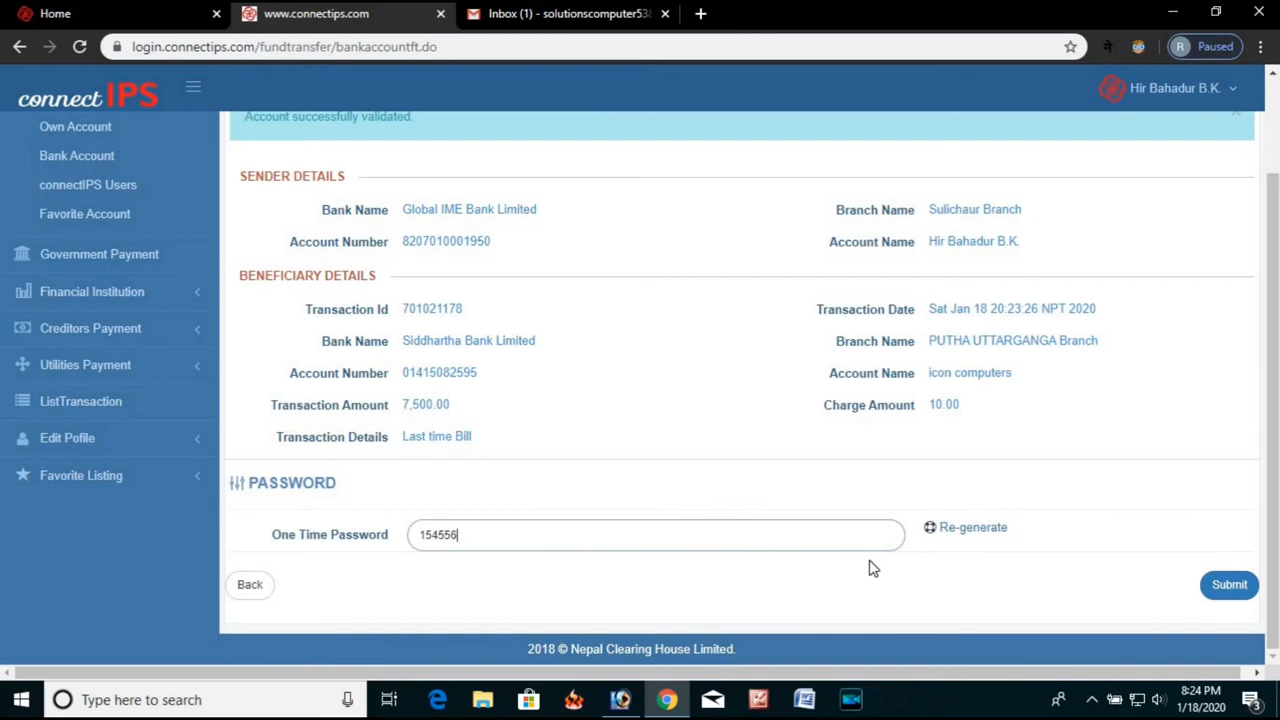 Home
www.connectips.com
Inbox (1) - solutionscomputer538
login.connectips.com/fundtransfer/bankaccountft.do
ने
R Paused
connect IPS
Hir Bahadur B.K.
Own Account
Bank Account
connectIPS Users
Favorite Account
Government Payment
Financial Institution
Creditors Payment
Utilities Payment
ListTransaction
Edit Pofile
Favorite Listing
Account successfully validated.
SENDER DETAILS
Bank Name Global IME Bank Limited Branch Name Sulichaur Branch
Account Number 8207010001950 Account Name Hir Bahadur B.K.
BENEFICIARY DETAILS
Transaction Id 701021178 Transaction Date Sat Jan 18 20:23:26 NPT 2020
Bank Name Siddhartha Bank Limited Branch Name PUTHA UTTARGANGA Branch
Account Number 01415082595 Account Name icon computers
Transaction Amount 7,500.00 Charge Amount 10.00
Transaction Details Last time Bill
PASSWORD
One Time Password 154556 Re-generate
Back Submit
2018 © Nepal Clearing House Limited.
Type here to search
8:24 PM
1/18/2020
3